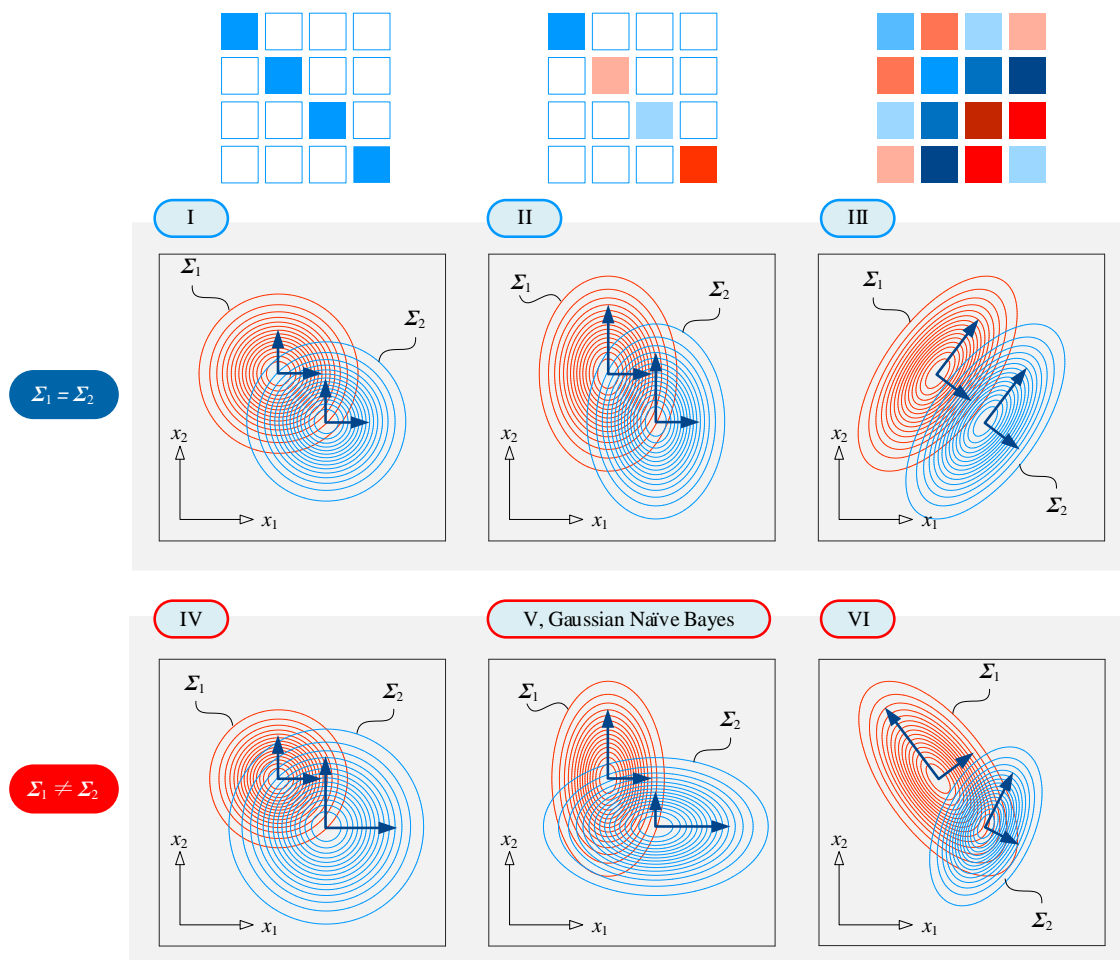 I
II
III
Σ₁ = Σ₂
Σ₁
Σ₂
x₂
x₁
Σ₁
Σ₂
x₂
x₁
Σ₁
Σ₂
x₂
x₁
IV
V, Gaussian Naïve Bayes
VI
Σ₁ ≠ Σ₂
Σ₁
Σ₂
x₂
x₁
Σ₁
Σ₂
x₂
x₁
Σ₁
Σ₂
x₂
x₁